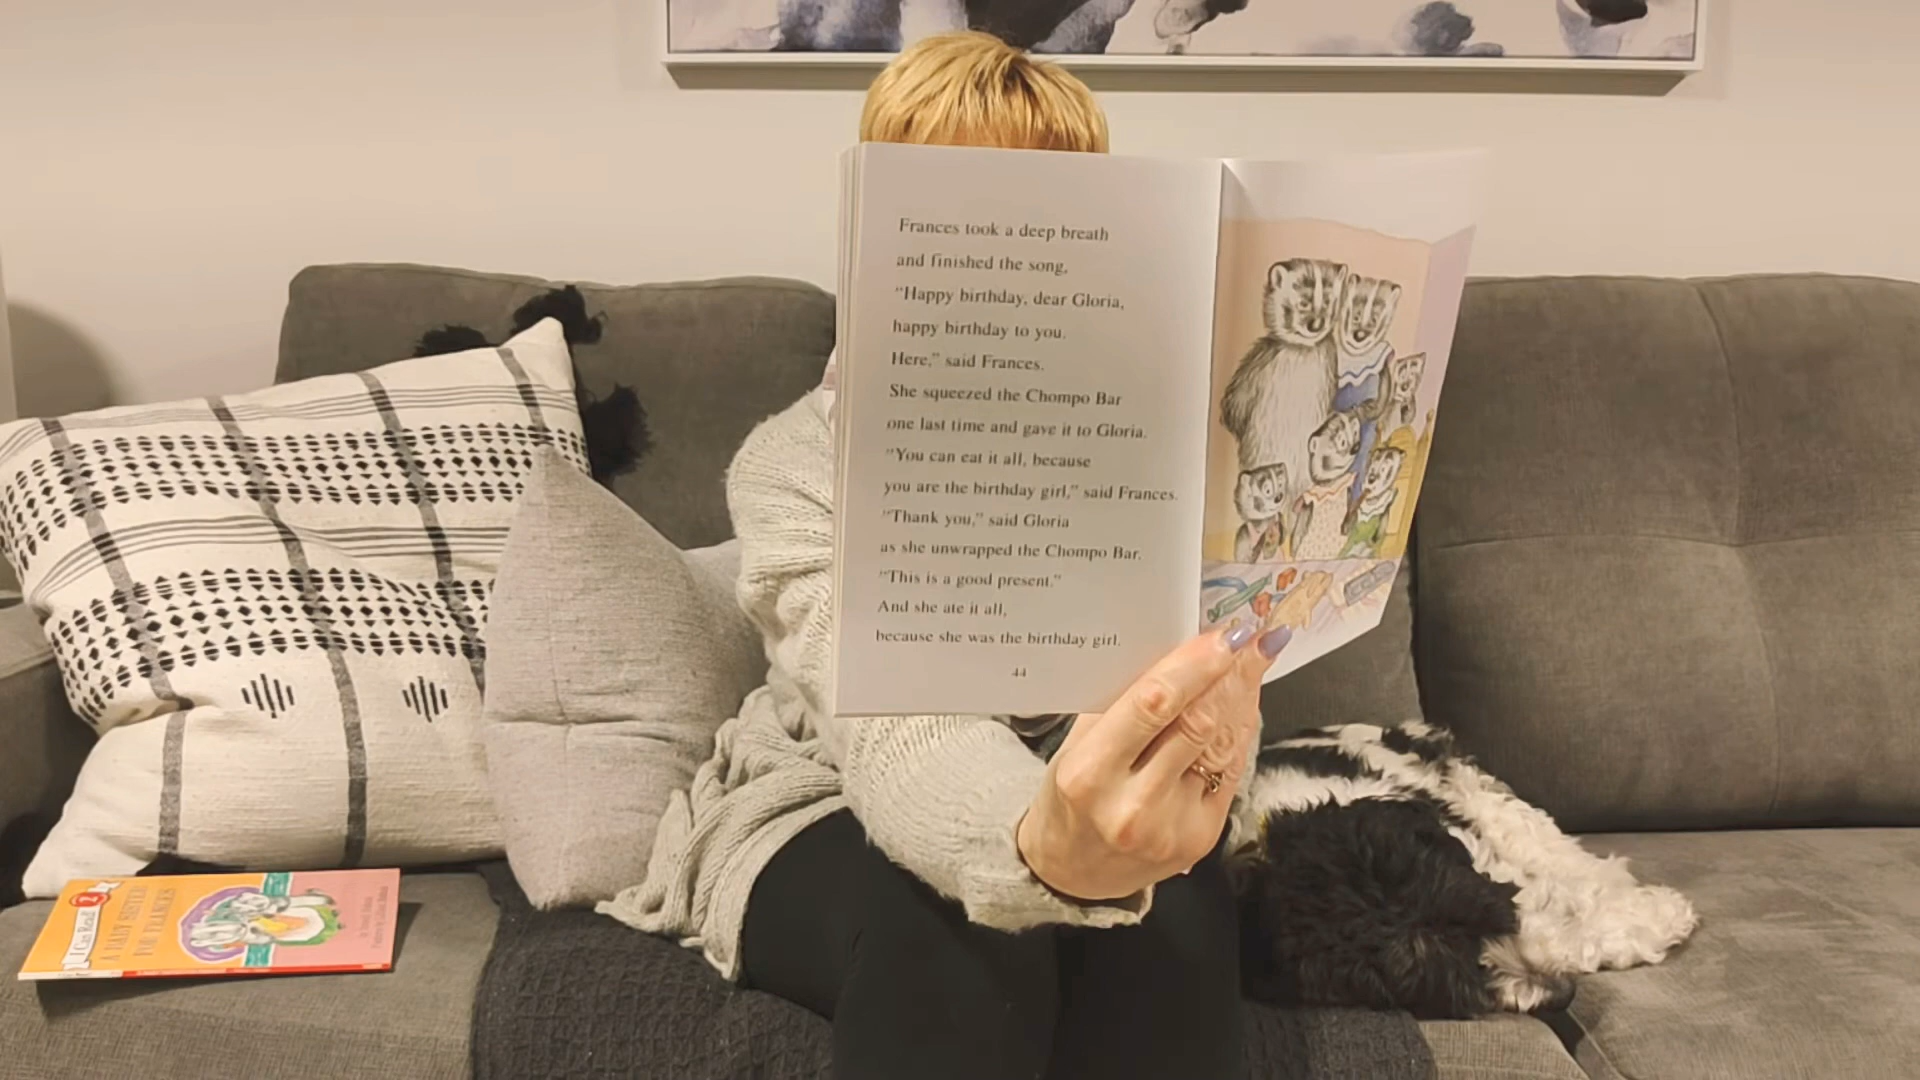 Frances took a deep breath
and finished the song,
"Happy birthday, dear Gloria,
happy birthday to you.
Here," said Frances.
She squeezed the Chompo Bar
one last time and gave it to Gloria.
"You can eat it all, because
you are the birthday girl," said Frances.
"Thank you," said Gloria
as she unwrapped the Chompo Bar.
"This is a good present."
And she ate it all,
because she was the birthday girl.
44
I Can Read!
2
A BABY SISTER
FOR FRANCES